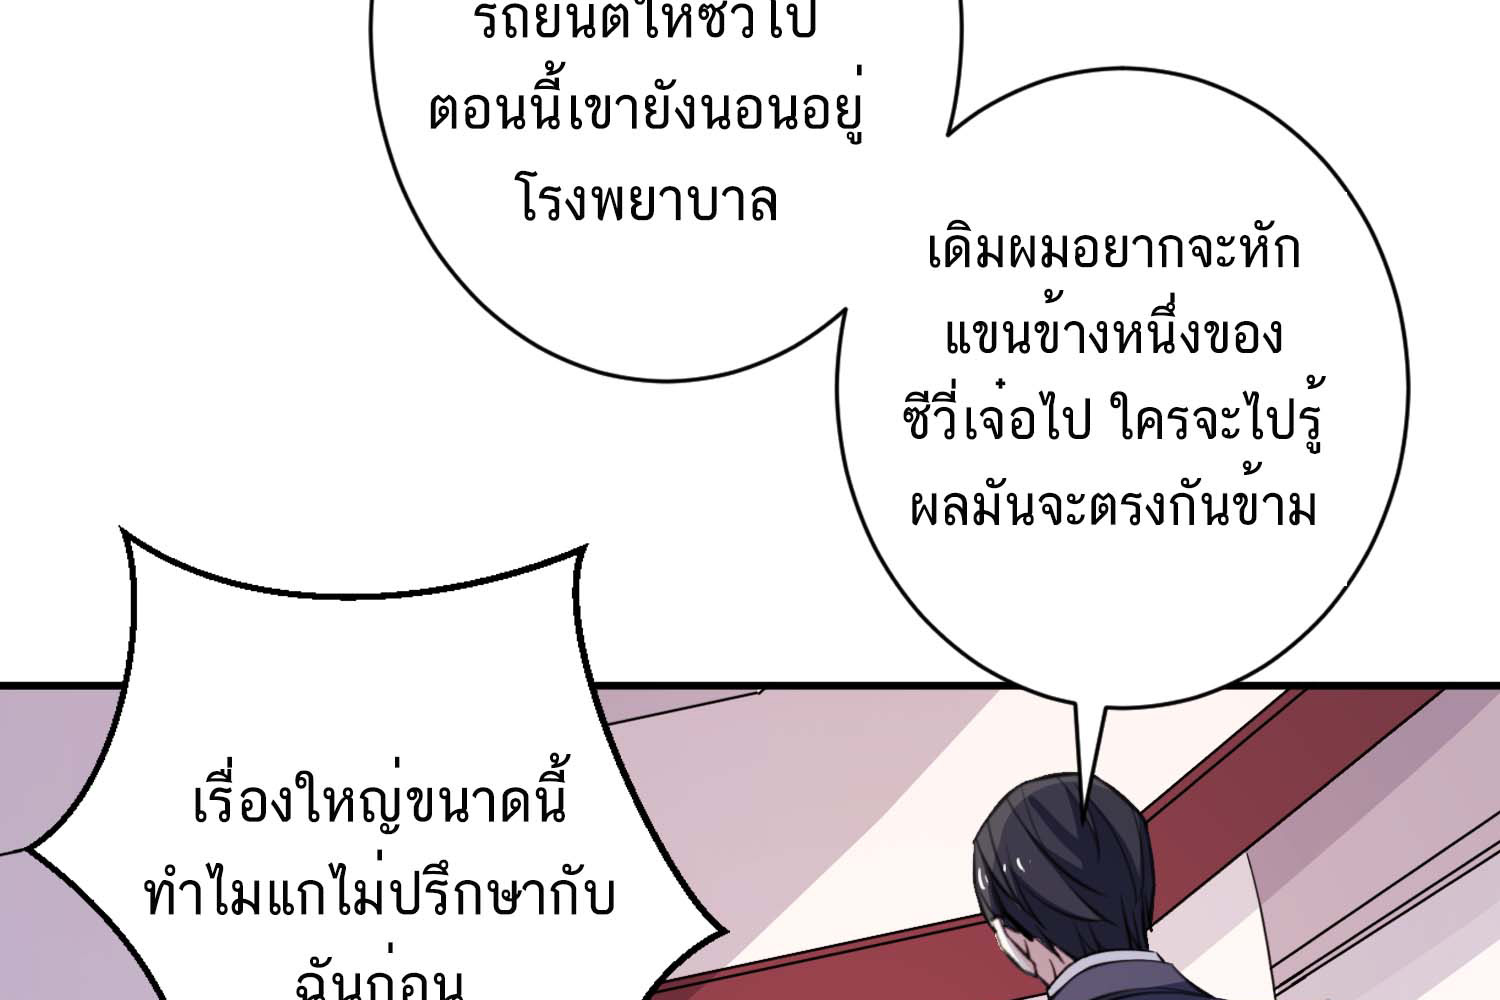 รถยนต์ให้ซีวีไป
ตอนนี้เขายังนอนอยู่
โรงพยาบาล
เดิมผมอยากจะหัก
แขนข้างหนึ่งของ
ซีวี่เจ๋อไป ใครจะไปรู้
ผลมันจะตรงกันข้าม
เรื่องใหญ่ขนาดนี้
ทำไมแกไม่ปรึกษากับ
ฉันก่อน